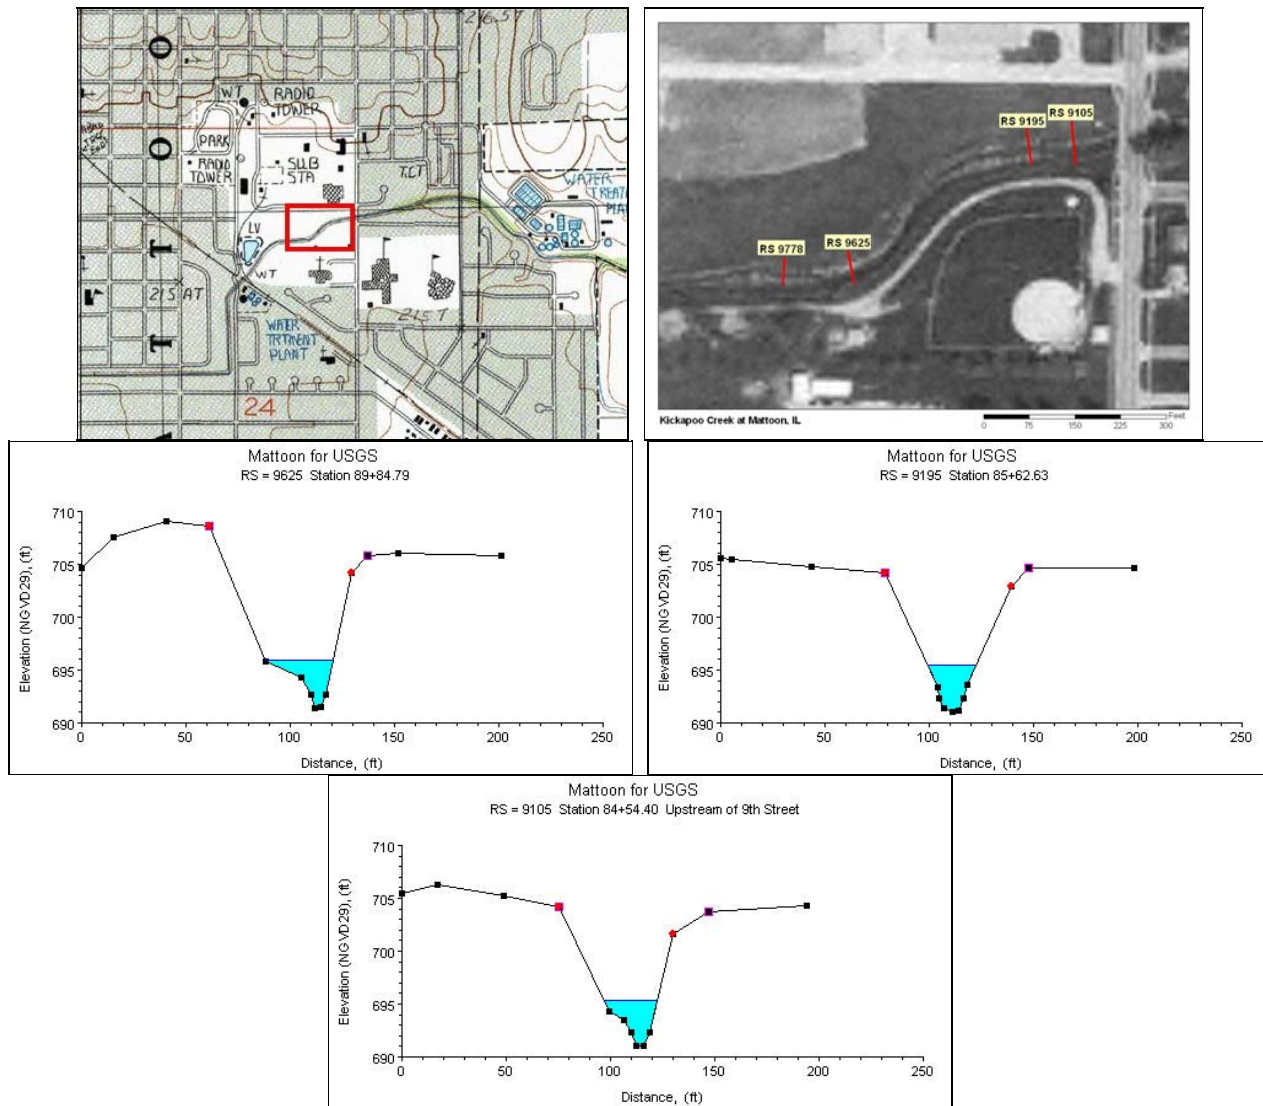 216.ST
O
WT
RADIO
TOWER
O
PARK
RADIO
TOWER
SUB
STA
T.CT
WATER
LV
1
WT
215 AT
215 T
WATER
TRTMENT
PLANT
1
24
RS 9195
RS 9105
RS 9778
RS 9625
Kickapoo Creek at Mattoon, IL
Feet
0 75 150 225 300
Mattoon for USGS
RS = 9625 Station 89+84.79
Elevation (NGVD29), (ft)
710
705
700
695
690
0 50 100 150 200 250
Distance, (ft)
Mattoon for USGS
RS = 9195 Station 85+62.63
Elevation (NGVD29), (ft)
710
705
700
695
690
0 50 100 150 200 250
Distance, (ft)
Mattoon for USGS
RS = 9105 Station 84+54.40 Upstream of 9th Street
Elevation (NGVD29), (ft)
710
705
700
695
690
0 50 100 150 200 250
Distance, (ft)